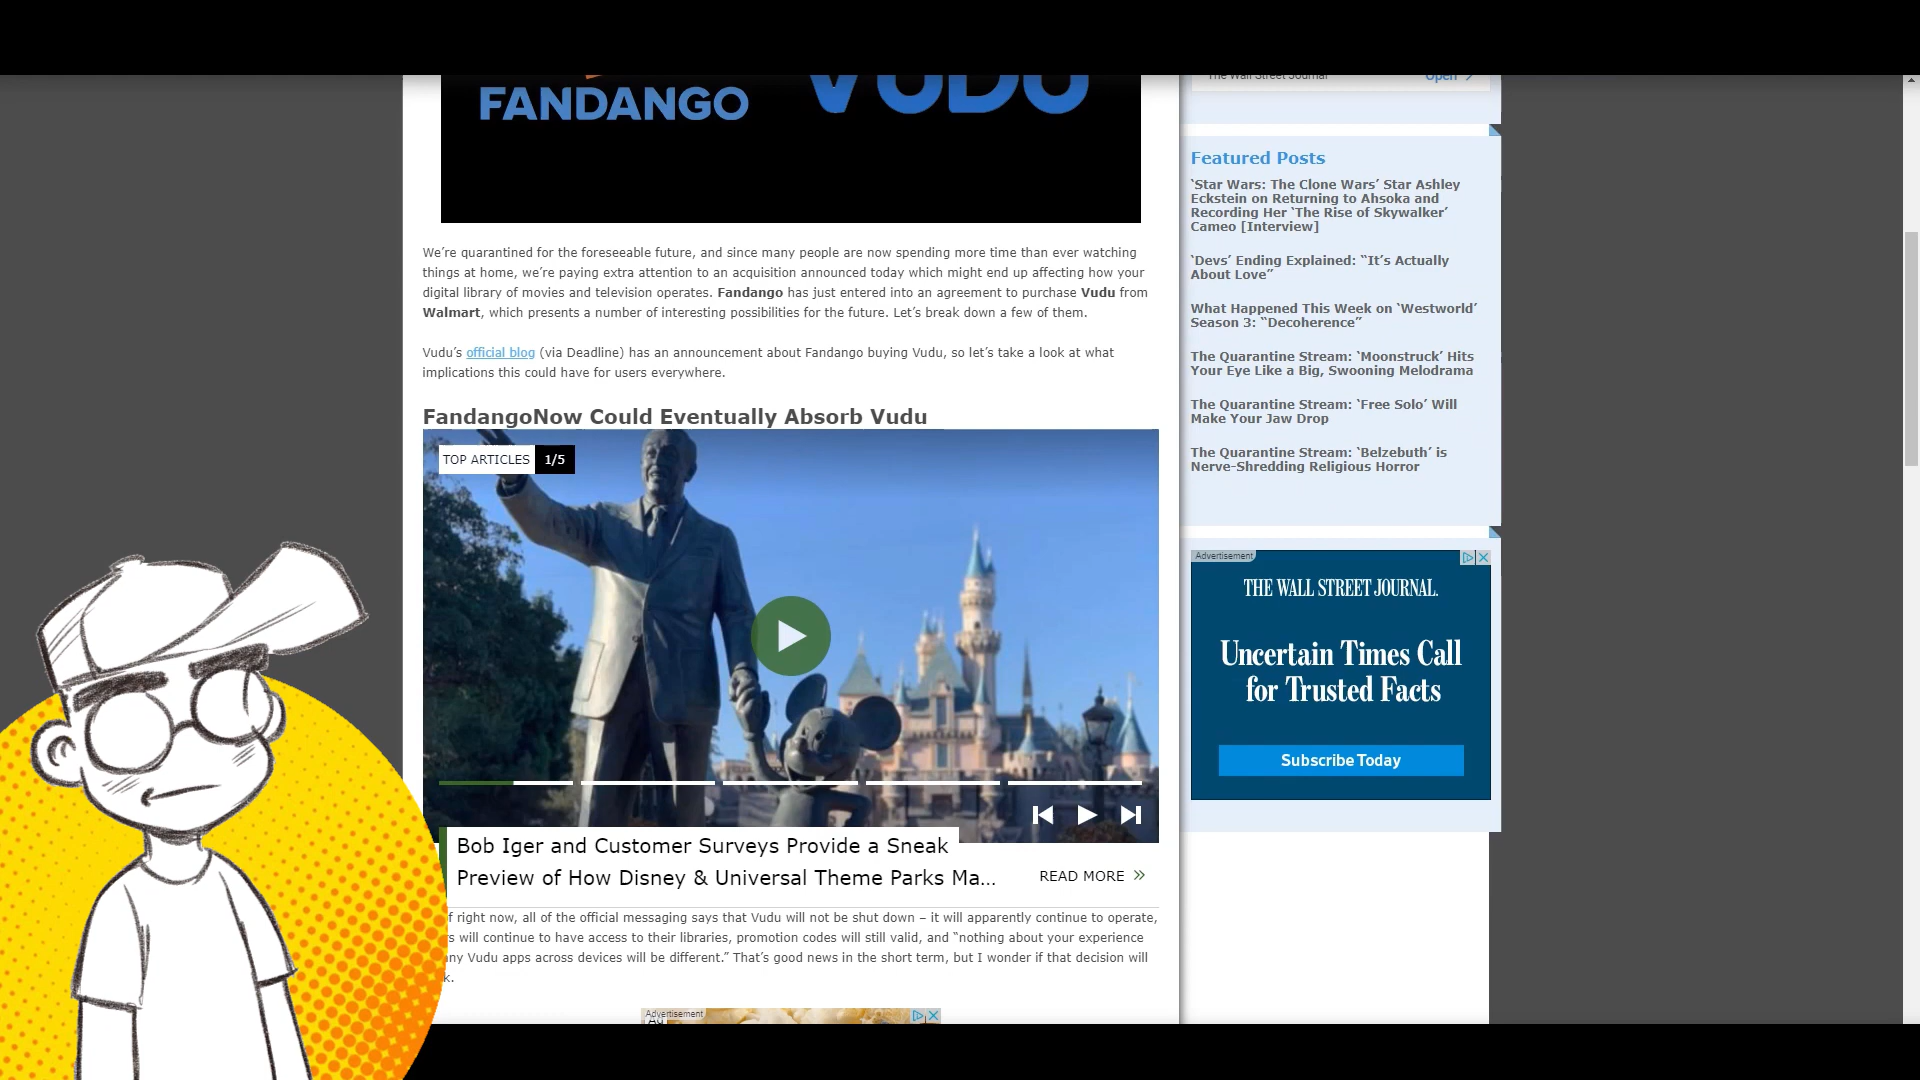 FANDANGO VUDU
We’re quarantined for the foreseeable future, and since many people are now spending more time than ever watching
things at home, we’re paying extra attention to an acquisition announced today which might end up affecting how your
digital library of movies and television operates. Fandango has just entered into an agreement to purchase Vudu from
Walmart, which presents a number of interesting possibilities for the future. Let’s break down a few of them.
Vudu’s official blog (via Deadline) has an announcement about Fandango buying Vudu, so let’s take a look at what
implications this could have for users everywhere.
FandangoNow Could Eventually Absorb Vudu
TOP ARTICLES 1/5
Bob Iger and Customer Surveys Provide a Sneak
Preview of How Disney & Universal Theme Parks Ma...
READ MORE
f right now, all of the official messaging says that Vudu will not be shut down – it will apparently continue to operate,
s will continue to have access to their libraries, promotion codes will still valid, and “nothing about your experience
ny Vudu apps across devices will be different.” That’s good news in the short term, but I wonder if that decision will
k.
Advertisement
The Wall Street Journal
Open
Featured Posts
‘Star Wars: The Clone Wars’ Star Ashley
Eckstein on Returning to Ahsoka and
Recording Her ‘The Rise of Skywalker’
Cameo [Interview]
‘Devs’ Ending Explained: “It’s Actually
About Love”
What Happened This Week on ‘Westworld’
Season 3: “Decoherence”
The Quarantine Stream: ‘Moonstruck’ Hits
Your Eye Like a Big, Swooning Melodrama
The Quarantine Stream: ‘Free Solo’ Will
Make Your Jaw Drop
The Quarantine Stream: ‘Belzebuth’ is
Nerve-Shredding Religious Horror
Advertisement
THE WALL STREET JOURNAL.
Uncertain Times Call
for Trusted Facts
Subscribe Today